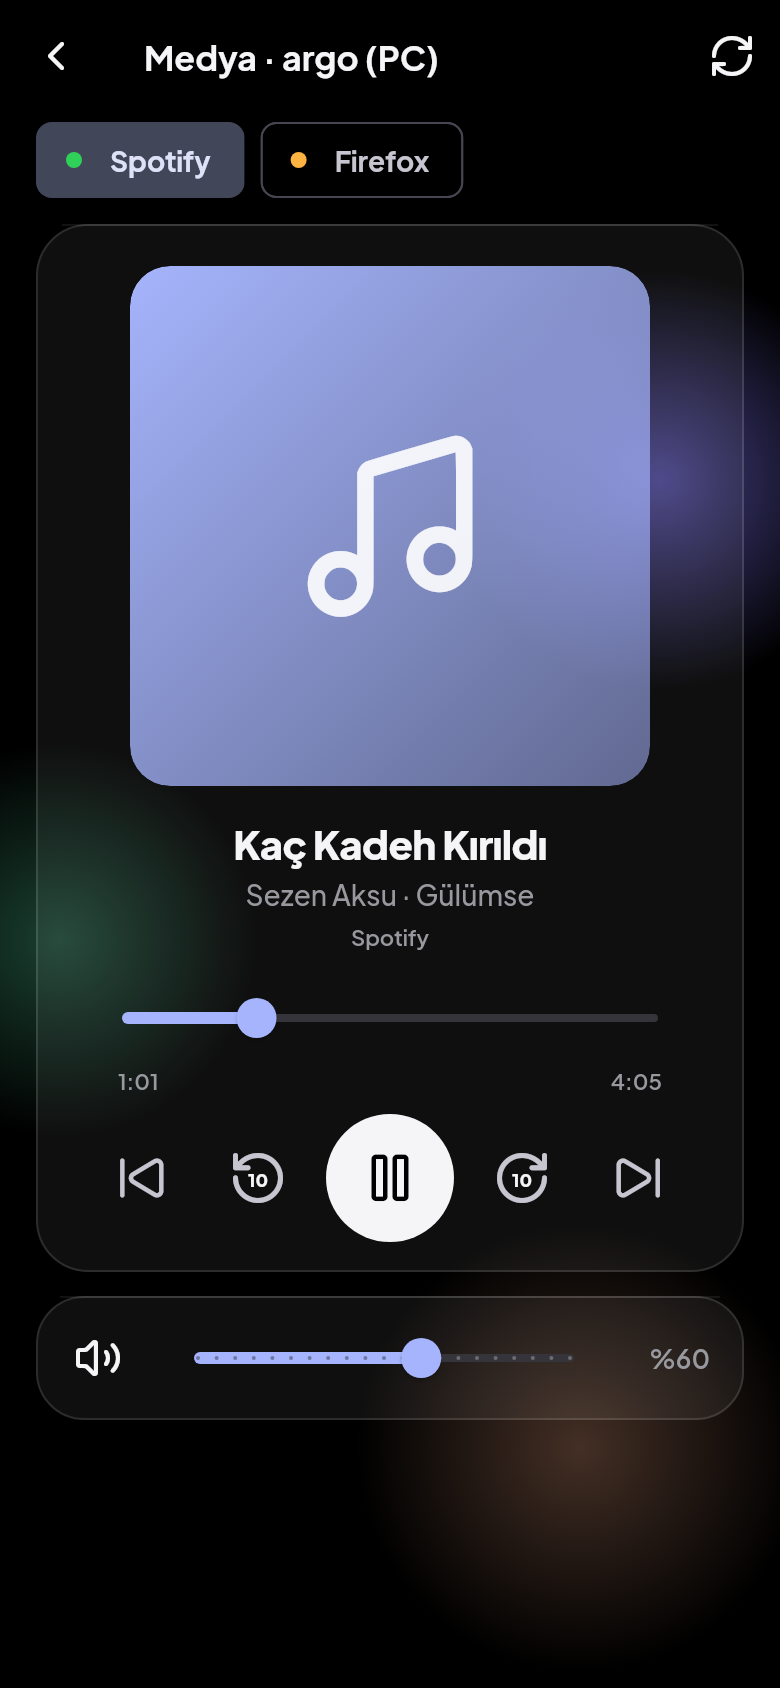 Medya · argo (PC)
Spotify
Firefox
Kaç Kadeh Kırıldı
Sezen Aksu · Gülümse
Spotify
1:01
4:05
10
10
%60